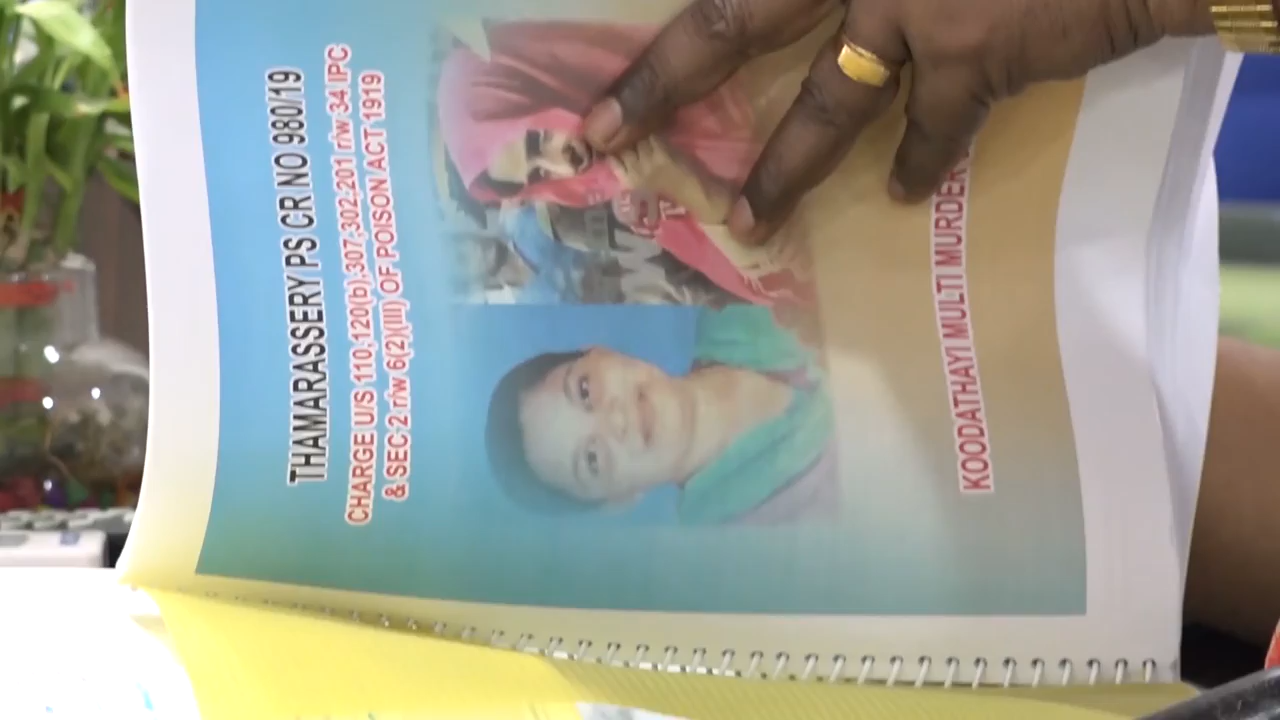 THAMARASSERY PS CR NO 980/19
CHARGE U/S 110,120(b),307,302,201 r/w 34 IPC
& SEC 2 r/w 6(2)(III) OF POISON ACT 1919
KOODATHAYI MULTI MURDER